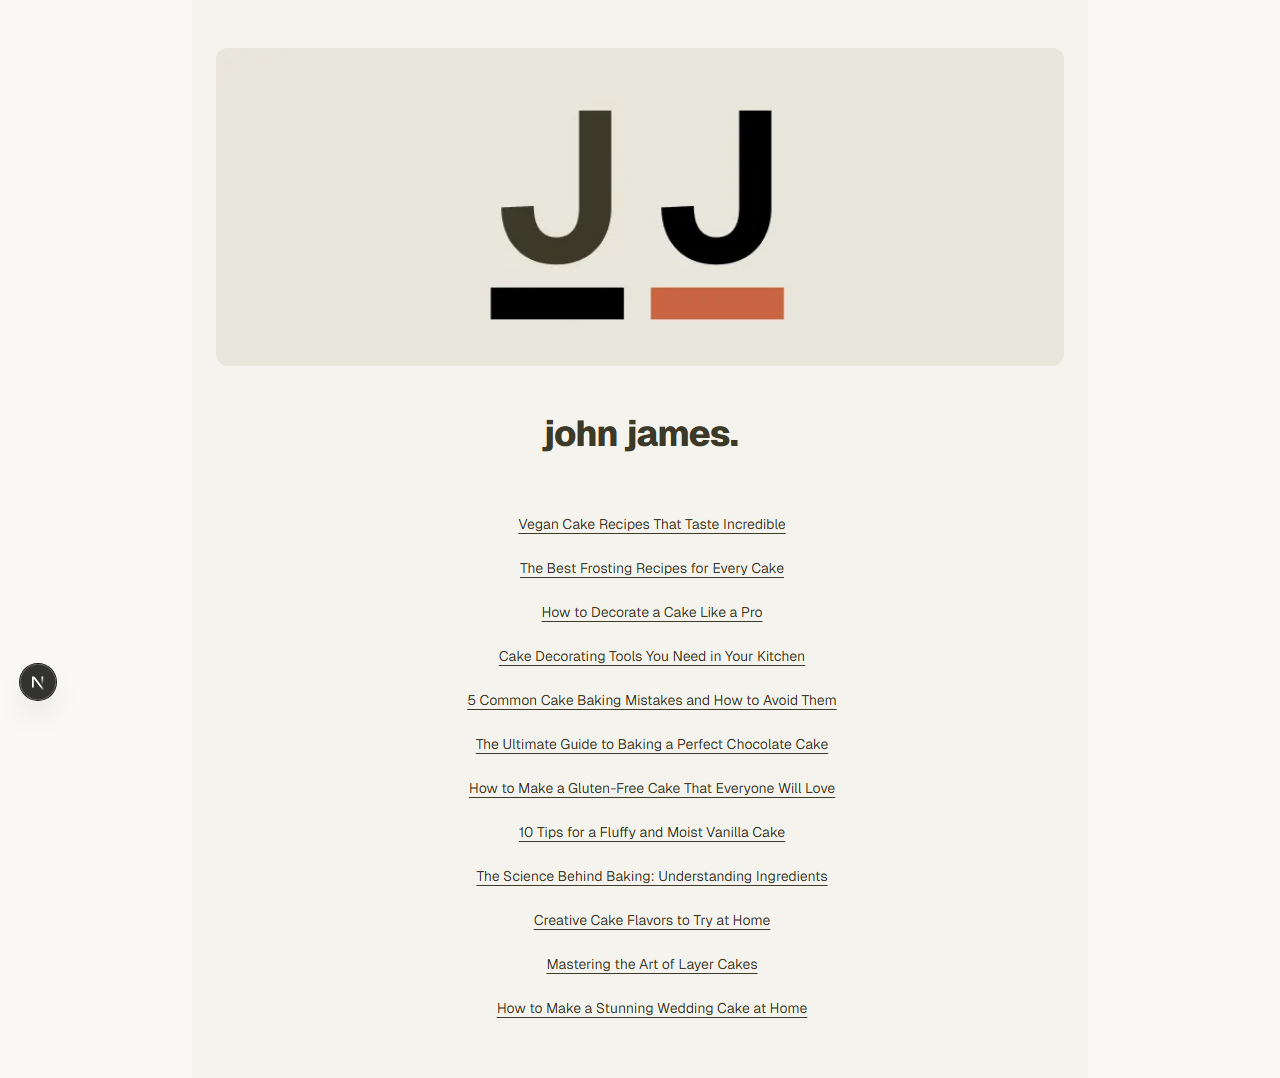 J J
john james.
Vegan Cake Recipes That Taste Incredible
The Best Frosting Recipes for Every Cake
How to Decorate a Cake Like a Pro
Cake Decorating Tools You Need in Your Kitchen
5 Common Cake Baking Mistakes and How to Avoid Them
The Ultimate Guide to Baking a Perfect Chocolate Cake
N
How to Make a Gluten-Free Cake That Everyone Will Love
10 Tips for a Fluffy and Moist Vanilla Cake
The Science Behind Baking: Understanding Ingredients
Creative Cake Flavors to Try at Home
Mastering the Art of Layer Cakes
How to Make a Stunning Wedding Cake at Home